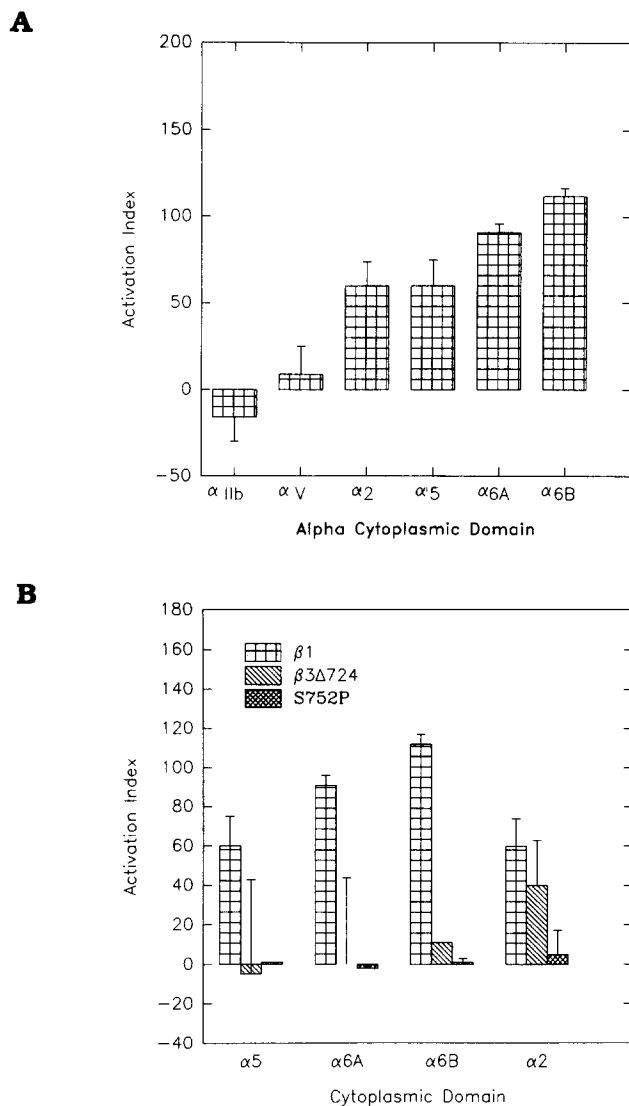 A
200
150
100
50
0
−50
Activation Index
α IIb α V α2 α5 α6A α6B
Alpha Cytoplasmic Domain
B
180
160
140
120
100
80
60
40
20
0
−20
−40
Activation Index
β1
β3Δ724
S752P
α5 α6A α6B α2
Cytoplasmic Domain